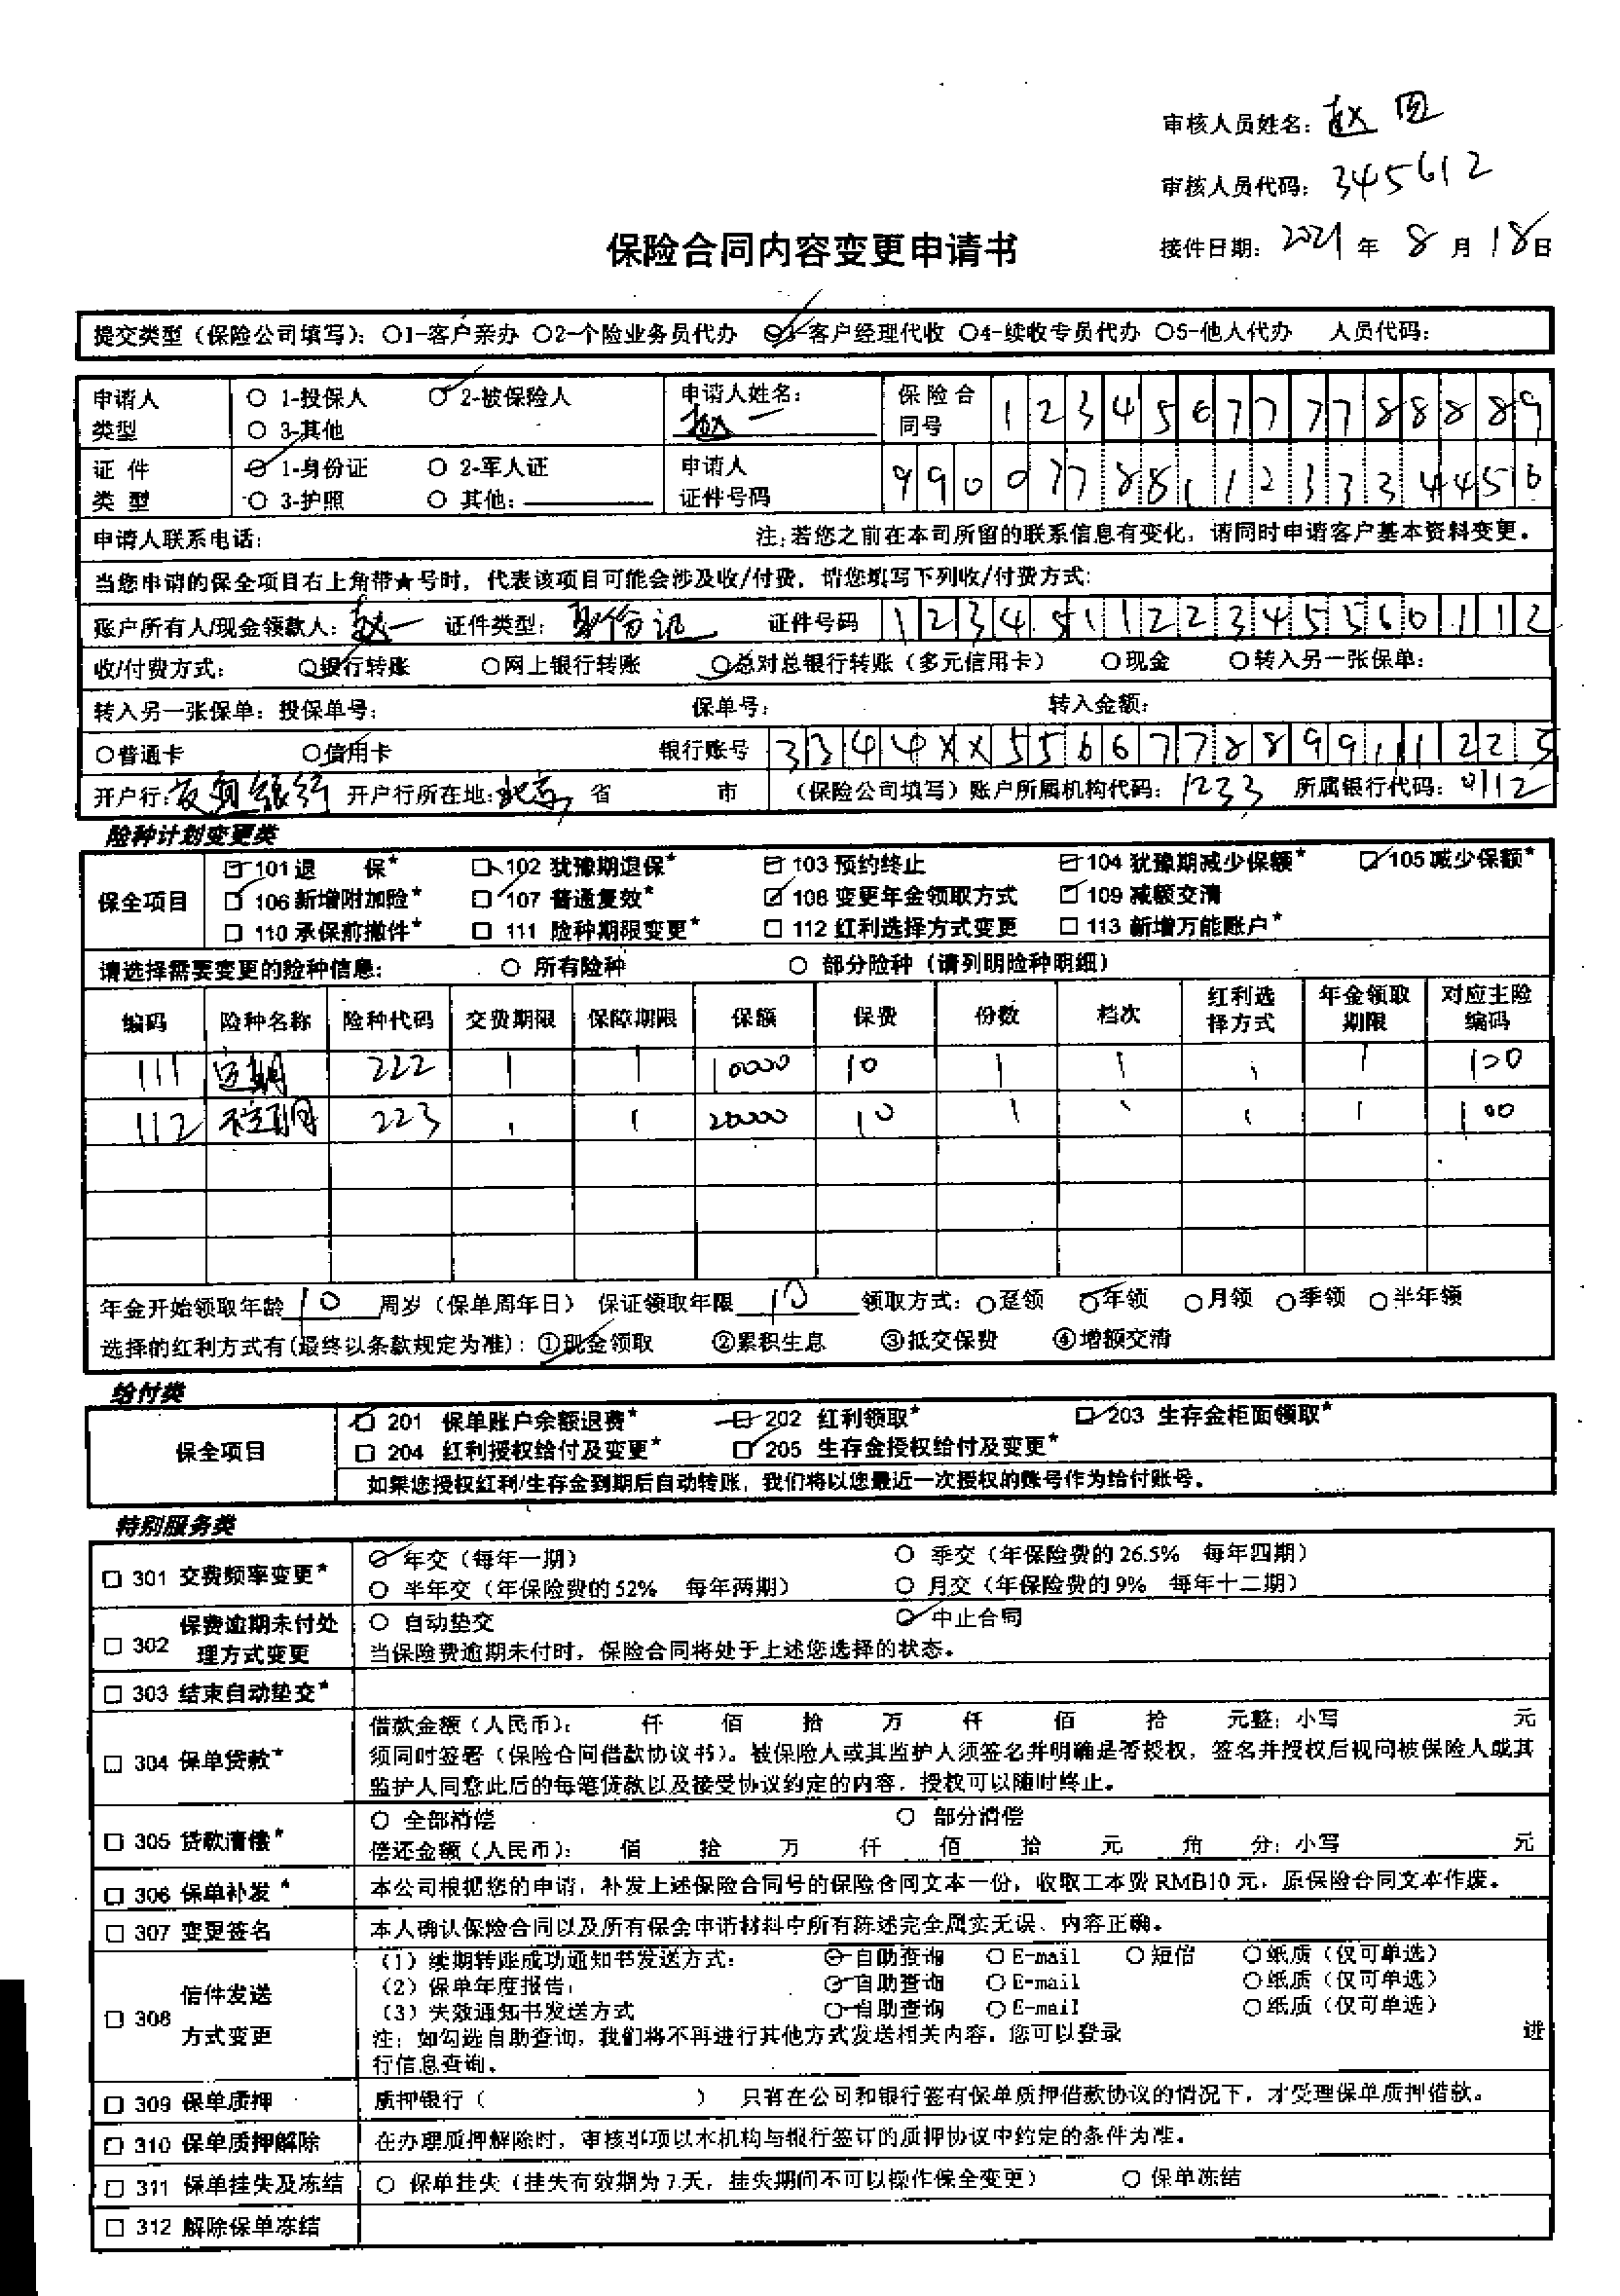 审核人员姓名：赵四
审核人员代码：345612
接件日期：2021年8月18日
保险合同内容变更申请书
提交类型（保险公司填写）：○1-客户亲办 ○2-个险业务员代办 ○3-客户经理代收 ○4-续收专员代办 ○5-他人代办 人员代码：
申请人类型 ○ 1-投保人 ○ 2-被保险人 ○ 3-其他 申请人姓名：赵一 保险合同号 123456777788889
证件类型 ○ 1-身份证 ○ 2-军人证 ○ 3-护照 ○ 其他： 申请人证件号码 990077881123334456
申请人联系电话： 注：若您之前在本司所留的联系信息有变化，请同时申请客户基本资料变更。
当您申请的保全项目右上角带★号时，代表该项目可能会涉及收/付费，请您填写下列收/付费方式：
账户所有人/现金领款人：赵一 证件类型：身份证 证件号码 123451122345560112
收/付费方式： ○银行转账 ○网上银行转账 ○总对总银行转账（多元信用卡） ○现金 ○转入另一张保单：
转入另一张保单：投保单号： 保单号： 转入金额：
○普通卡 ○信用卡 银行账号 3344XX556677889911225
开户行： 银行 开户行所在地：北京 省 市 （保险公司填写）账户所属机构代码：1233 所属银行代码：0112
险种计划变更类
保全项目
□ 101 退 保★ □ 102 犹豫期退保★ □ 103 预约终止 □ 104 犹豫期减少保额★ □ 105 减少保额★
□ 106 新增附加险★ □ 107 普通复效★ □ 108 变更年金领取方式 □ 109 减额交清
□ 110 承保前撤件★ □ 111 险种期限变更★ □ 112 红利选择方式变更 □ 113 新增万能账户★
请选择需要变更的险种信息： ○ 所有险种 ○ 部分险种（请列明险种明细）
编码 险种名称 险种代码 交费期限 保障期限 保额 保费 份数 档次 红利选择方式 年金领取期限 对应主险编码
111 222 1 1 10000 10 1 1 1 1 100
112 223 1 1 20000 10 1 1 1 1 100
年金开始领取年龄 10 周岁（保单周年日） 保证领取年限 10 领取方式：○趸领 ○年领 ○月领 ○季领 ○半年领
选择的红利方式有(最终以条款规定为准)：①现金领取 ②累积生息 ③抵交保费 ④增额交清
给付类
保全项目
□ 201 保单账户余额退费★ □ 202 红利领取★ □ 203 生存金柜面领取★
□ 204 红利授权给付及变更★ □ 205 生存金授权给付及变更★
如果您授权红利/生存金到期后自动转账，我们将以您最近一次授权的账号作为给付账号。
特别服务类
□ 301 交费频率变更★ ○ 年交（每年一期） ○ 季交（年保险费的 26.5% 每年四期）
○ 半年交（年保险费的 52% 每年两期） ○ 月交（年保险费的 9% 每年十二期）
□ 302 保费逾期未付处理方式变更 ○ 自动垫交 ○ 中止合同
当保险费逾期未付时，保险合同将处于上述您选择的状态。
□ 303 结束自动垫交★
□ 304 保单贷款★ 借款金额（人民币）： 仟 佰 拾 万 仟 佰 拾 元整：小写 元
须同时签署（保险合同借款协议书）。被保险人或其监护人须签名并明确是否授权，签名并授权后视同被保险人或其
监护人同意此后的每笔贷款以及接受协议约定的内容，授权可以随时终止。
□ 305 贷款清偿★ ○ 全部清偿 ○ 部分清偿
偿还金额（人民币）： 佰 拾 万 仟 佰 拾 元 角 分：小写 元
□ 306 保单补发★ 本公司根据您的申请，补发上述保险合同号的保险合同文本一份，收取工本费 RMB10 元，原保险合同文本作废。
□ 307 变更签名 本人确认保险合同以及所有保全申请材料中所有陈述完全属实无误、内容正确。
□ 308 信件发送方式变更
（1）续期转账成功通知书发送方式： ○ 自助查询 ○ E-mail ○ 短信 ○ 纸质（仅可单选）
（2）保单年度报告： ○ 自助查询 ○ E-mail ○ 纸质（仅可单选）
（3）失效通知书发送方式 ○ 自助查询 ○ E-mail ○ 纸质（仅可单选）
注：如勾选自助查询，我们将不再进行其他方式发送相关内容。您可以登录 进
行信息查询。
□ 309 保单质押 质押银行（ ） 只有在公司和银行签有保单质押借款协议的情况下，才受理保单质押借款。
□ 310 保单质押解除 在办理质押解除时，审核事项以本机构与银行签订的质押协议中约定的条件为准。
□ 311 保单挂失及冻结 ○ 保单挂失（挂失有效期为 7 天，挂失期间不可以操作保全变更） ○ 保单冻结
□ 312 解除保单冻结